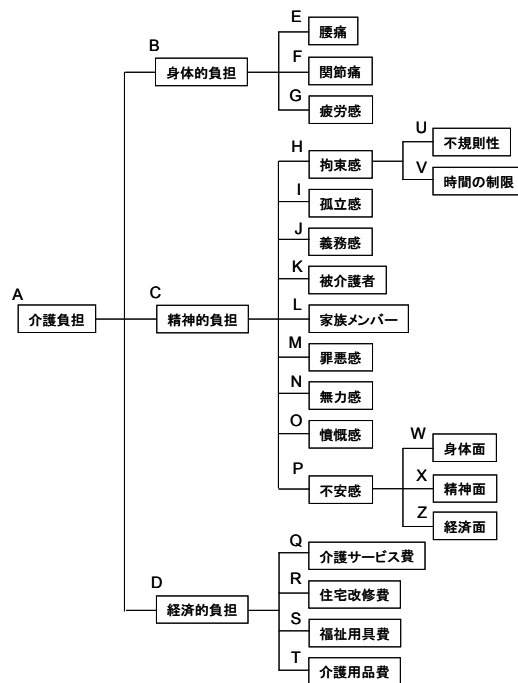 A
介護負担
B
身体的負担
E
腰痛
F
関節痛
G
疲労感
C
精神的負担
H
拘束感
U
不規則性
V
時間の制限
I
孤立感
J
義務感
K
被介護者
L
家族メンバー
M
罪悪感
N
無力感
O
憤慨感
P
不安感
W
身体面
X
精神面
Z
経済面
D
経済的負担
Q
介護サービス費
R
住宅改修費
S
福祉用具費
T
介護用品費